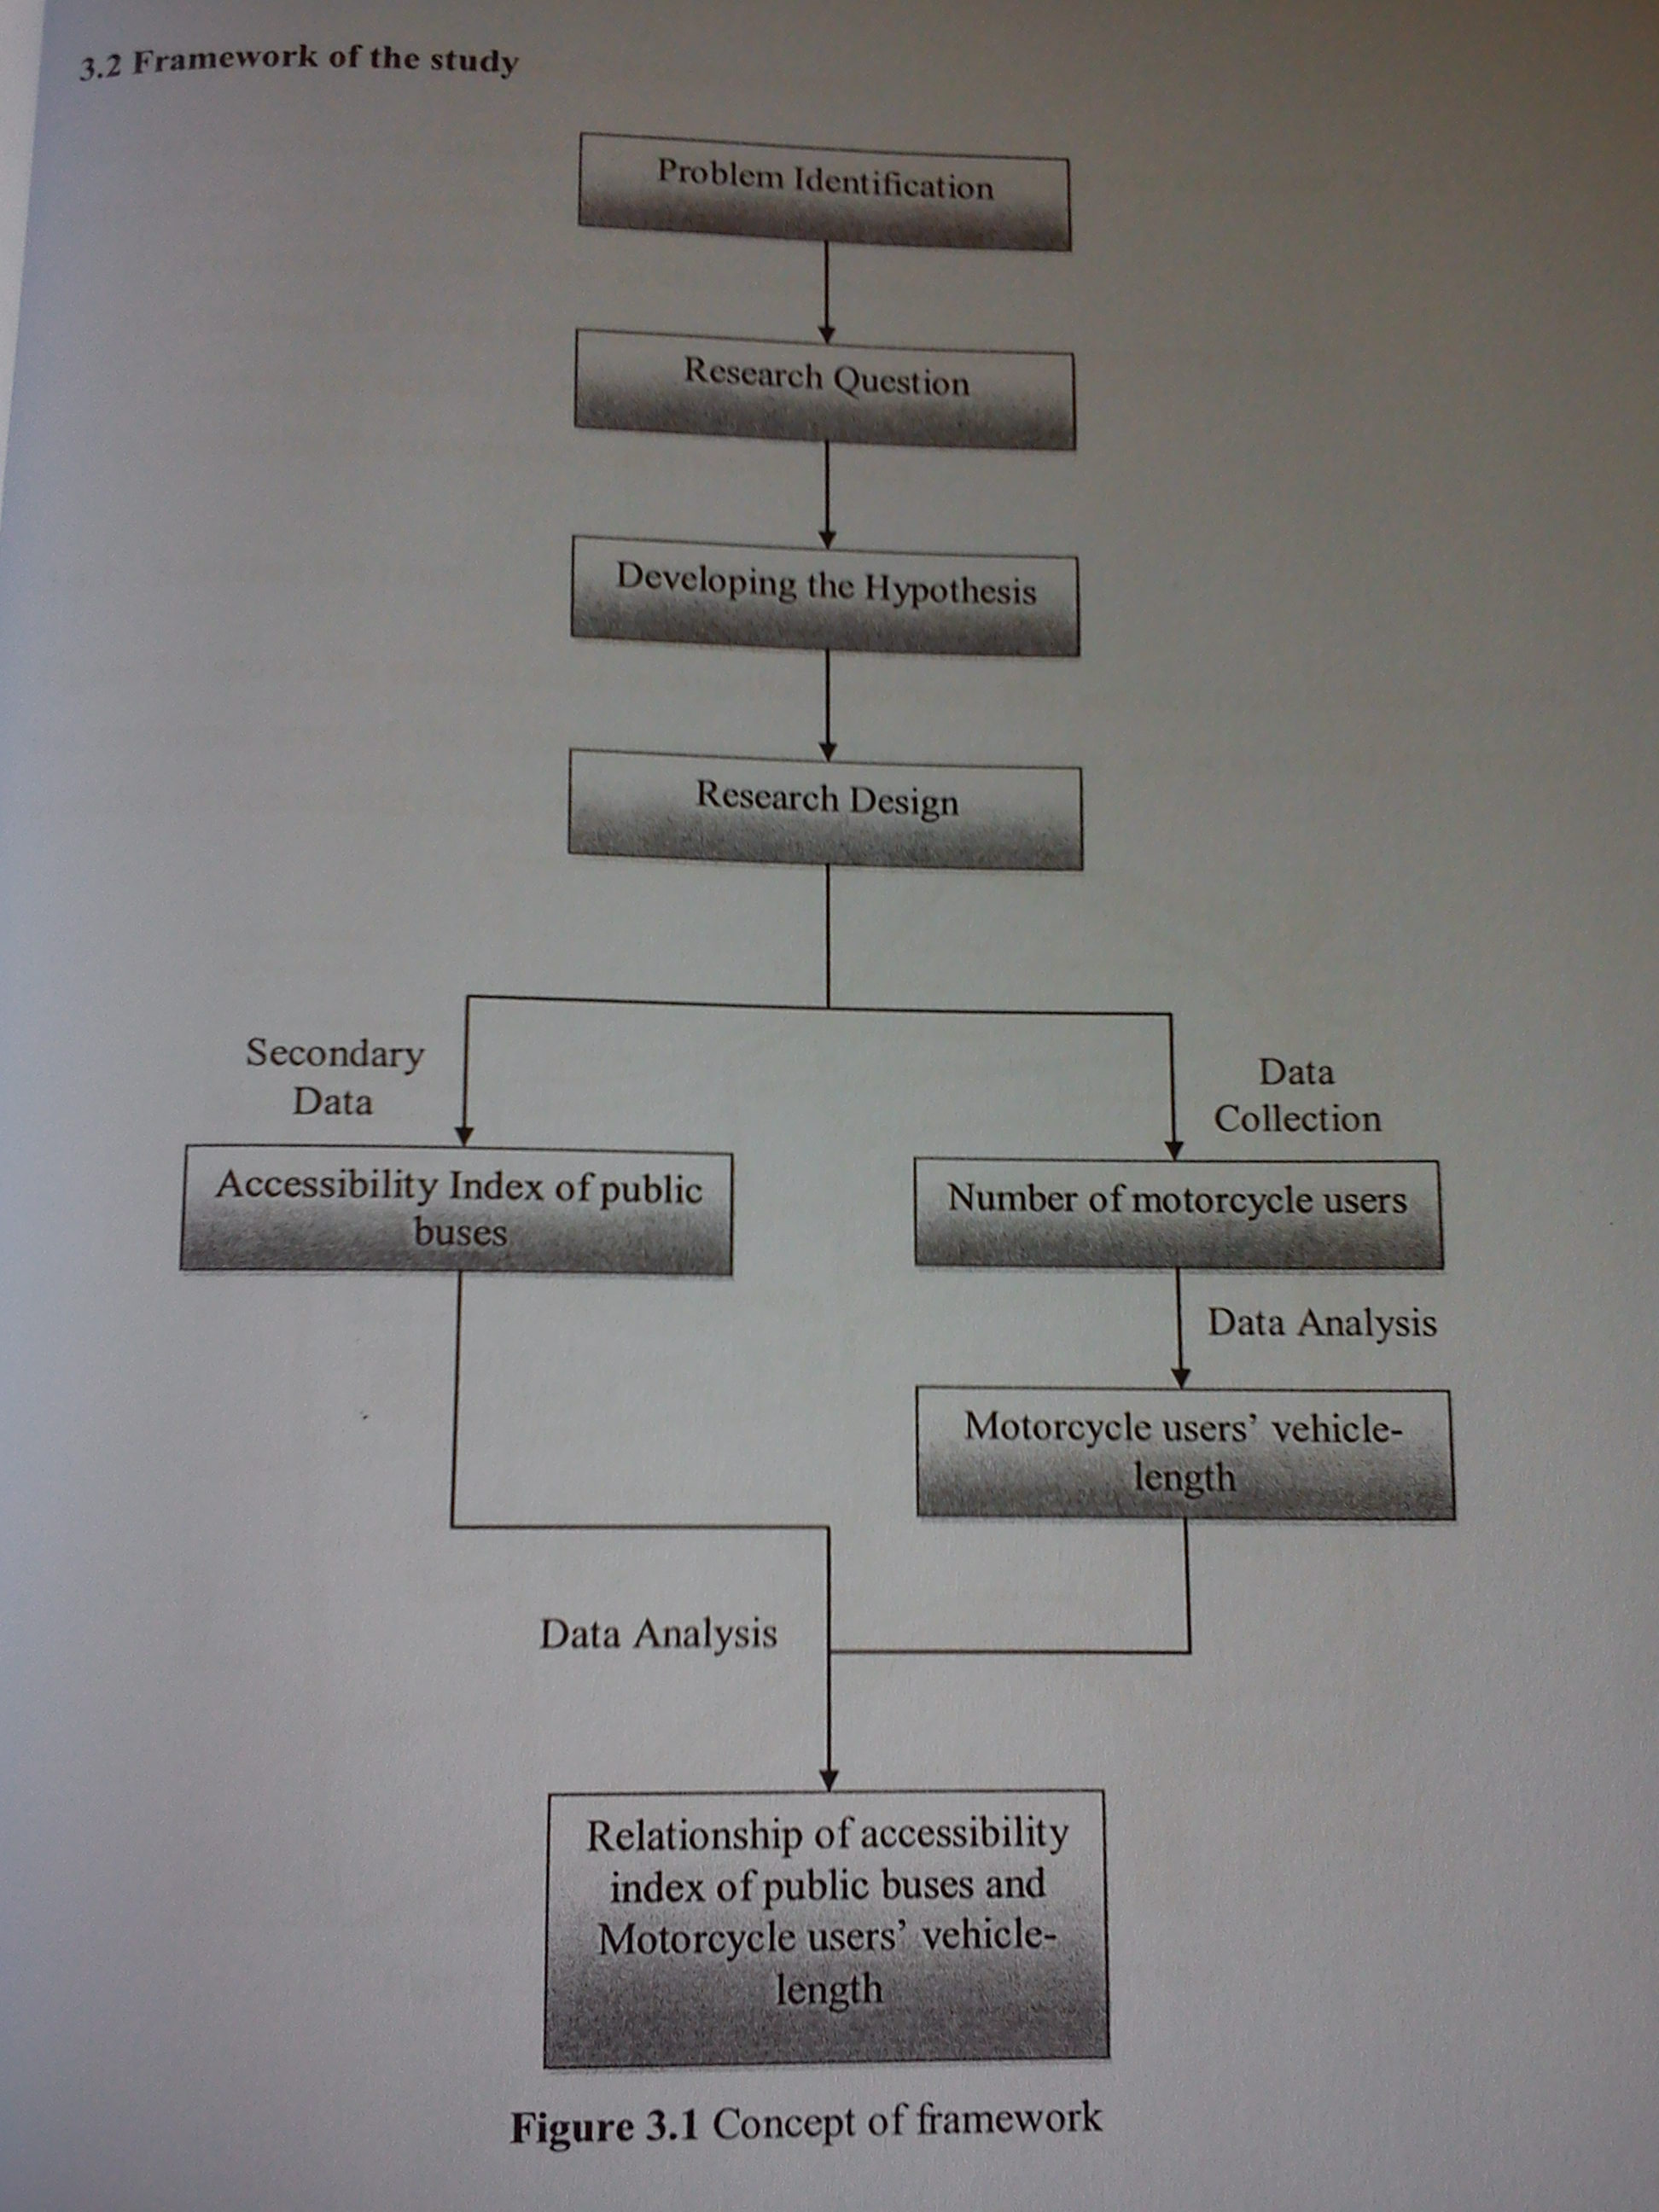 3.2 Framework of the study
Problem Identification
Research Question
Developing the Hypothesis
Research Design
Secondary
Data
Data
Collection
Accessibility Index of public
buses
Number of motorcycle users
Data Analysis
Motorcycle users’ vehicle-
length
Data Analysis
Relationship of accessibility
index of public buses and
Motorcycle users’ vehicle-
length
Figure 3.1 Concept of framework